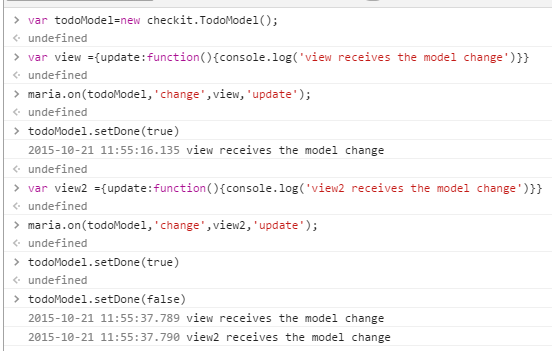 > var todoModel=new checkit.TodoModel();
< undefined
> var view ={update:function(){console.log('view receives the model change')}}
< undefined
> maria.on(todoModel,'change',view,'update');
< undefined
> todoModel.setDone(true)
2015-10-21 11:55:16.135 view receives the model change
< undefined
> var view2 ={update:function(){console.log('view2 receives the model change')}}
< undefined
> maria.on(todoModel,'change',view2,'update');
< undefined
> todoModel.setDone(true)
< undefined
> todoModel.setDone(false)
2015-10-21 11:55:37.789 view receives the model change
2015-10-21 11:55:37.790 view2 receives the model change